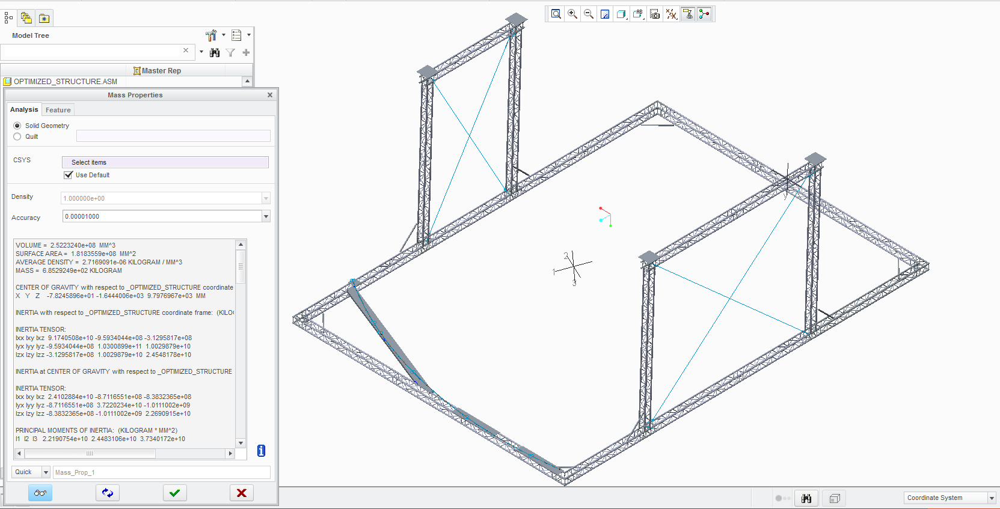 Model Tree
Master Rep
OPTIMIZED_STRUCTURE.ASM
Mass Properties
Analysis
Feature
Solid Geometry
Quilt
CSYS
Select items
Use Default
Density
1.000000e+00
Accuracy
0.00001000
VOLUME = 2.5223240e+08 MM^3
SURFACE AREA = 1.8183559e+08 MM^2
AVERAGE DENSITY = 2.7169091e-06 KILOGRAM / MM^3
MASS = 6.8529249e+02 KILOGRAM
CENTER OF GRAVITY with respect to _OPTIMIZED_STRUCTURE coordinate
X Y Z -7.8245896e+01 -1.6444006e+03 9.7976967e+03 MM
INERTIA with respect to _OPTIMIZED_STRUCTURE coordinate frame: (KILO
INERTIA TENSOR:
Ixx Ixy Ixz 9.1740508e+10 -9.5934044e+08 -3.1295817e+08
Iyx Iyy Iyz -9.5934044e+08 1.0300899e+11 1.0029879e+10
Izx Izy Izz -3.1295817e+08 1.0029879e+10 2.4548178e+10
INERTIA at CENTER OF GRAVITY with respect to _OPTIMIZED_STRUCTURE
INERTIA TENSOR:
Ixx Ixy Ixz 2.4102884e+10 -8.7116551e+08 -8.3832365e+08
Iyx Iyy Iyz -8.7116551e+08 3.7220234e+10 -1.0111002e+09
Izx Izy Izz -8.3832365e+08 -1.0111002e+09 2.2690915e+10
PRINCIPAL MOMENTS OF INERTIA: (KILOGRAM * MM^2)
I1 I2 I3 2.2190754e+10 2.4483106e+10 3.7340172e+10
Quick
Mass_Prop_1
AB
y
2
1
3
Coordinate System